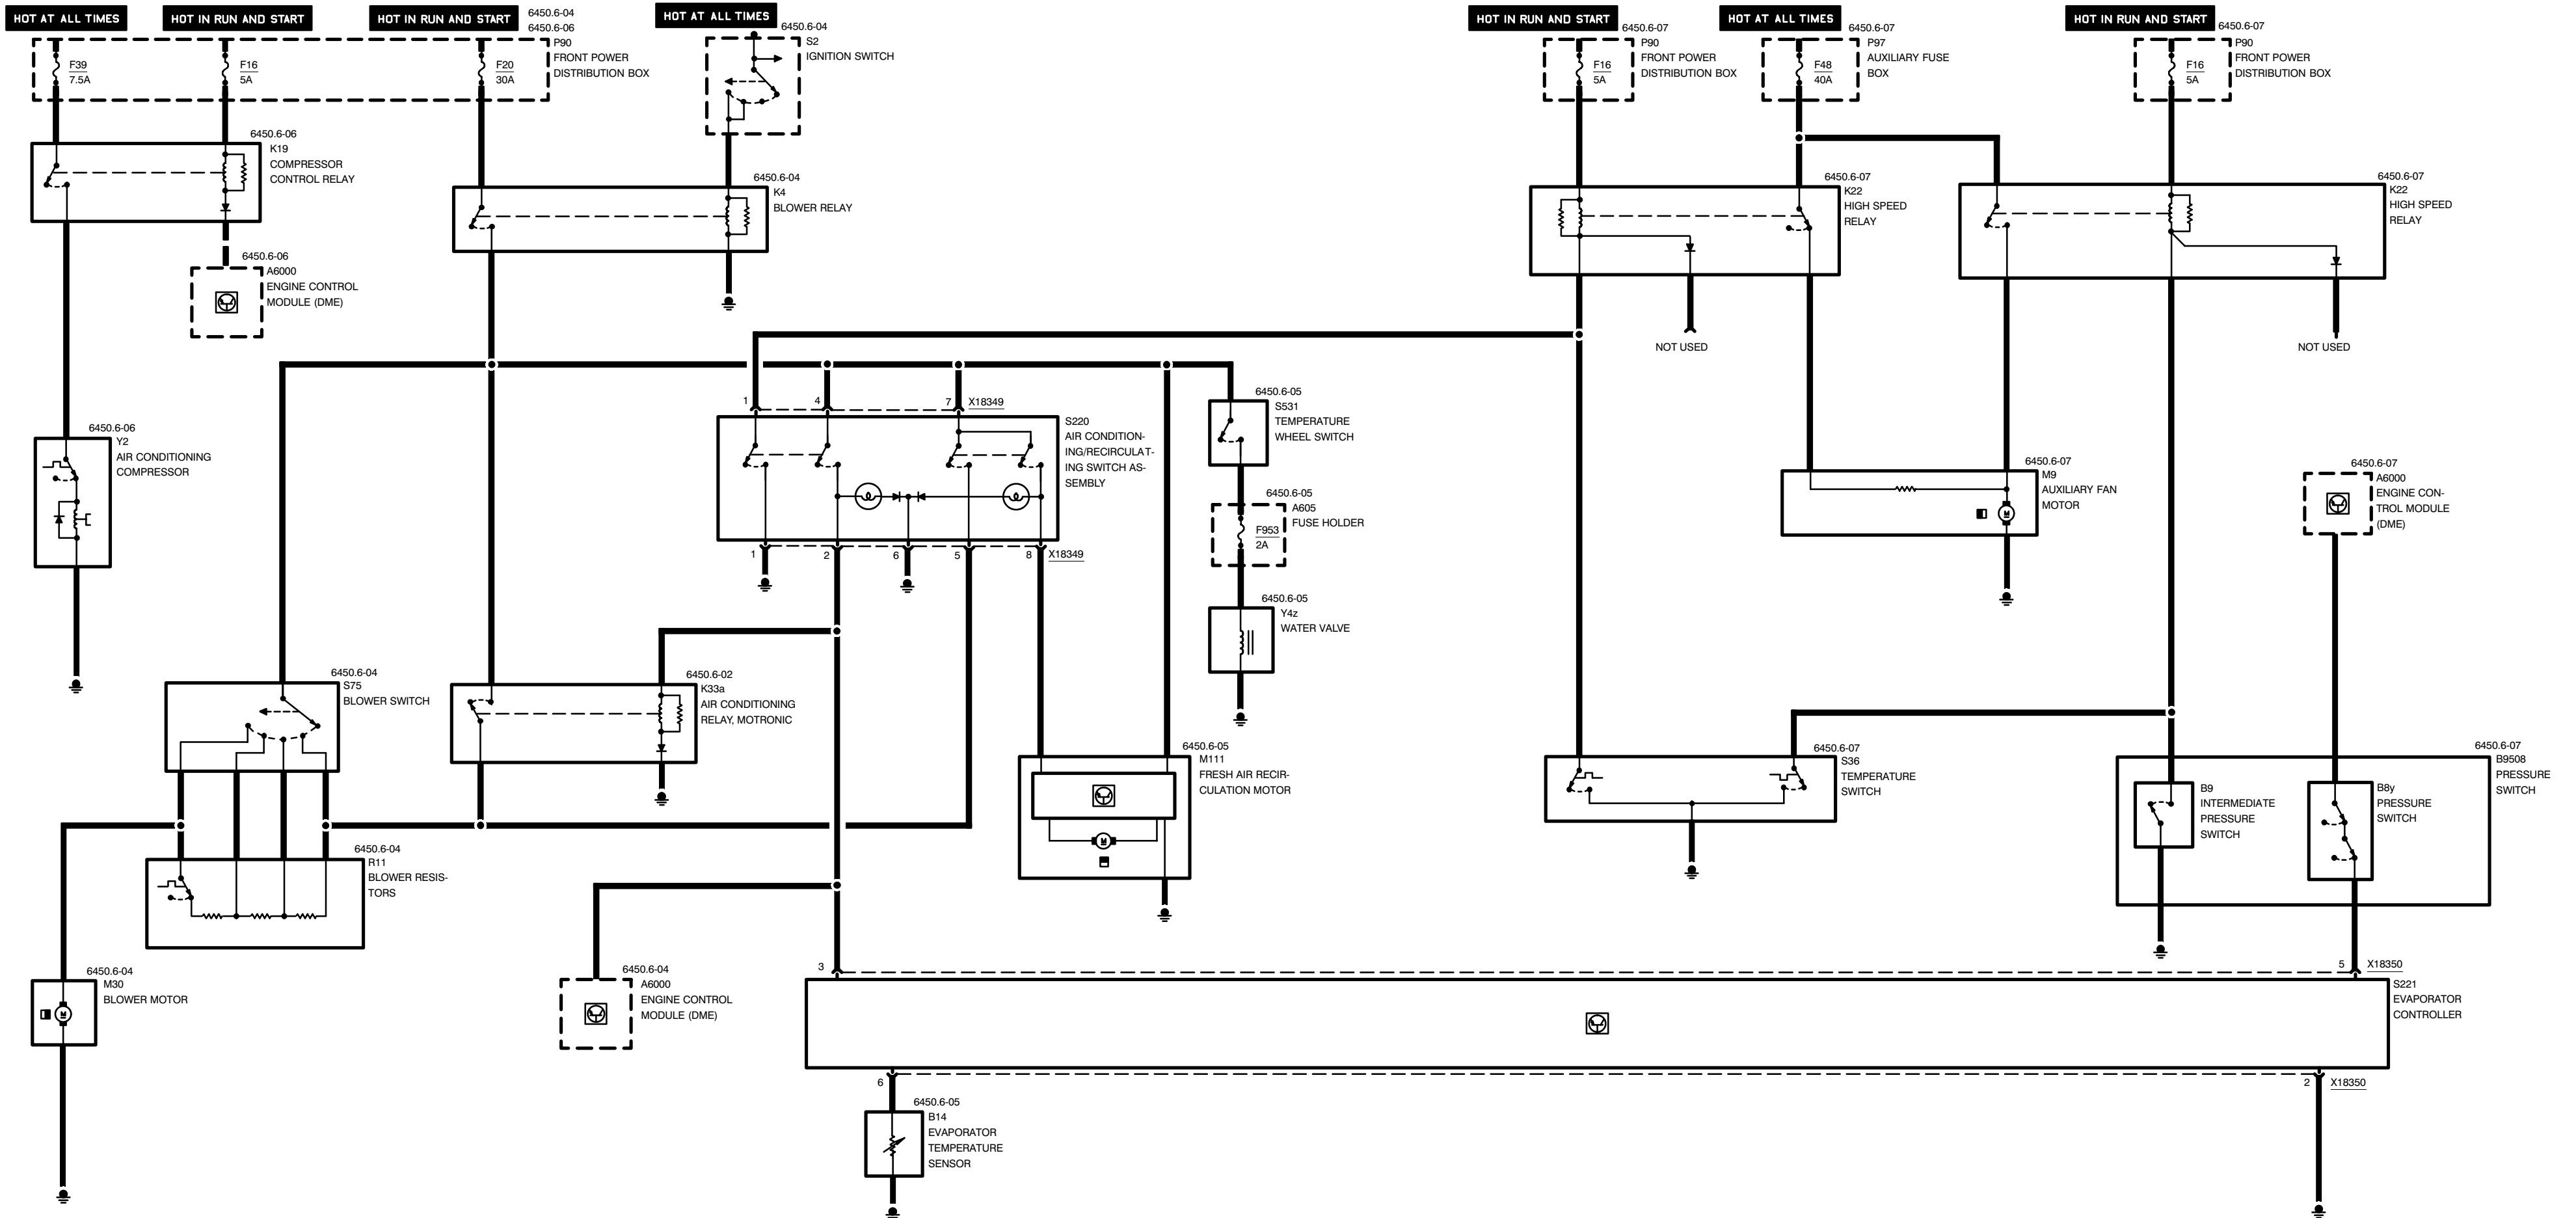 HOT AT ALL TIMES
HOT IN RUN AND START
HOT IN RUN AND START
6450.6-04
6450.6-06
P90
FRONT POWER
DISTRIBUTION BOX
F39
7.5A
F16
5A
F20
30A
HOT AT ALL TIMES
6450.6-04
S2
IGNITION SWITCH
HOT IN RUN AND START
6450.6-07
P90
FRONT POWER
DISTRIBUTION BOX
F16
5A
HOT AT ALL TIMES
6450.6-07
P97
AUXILIARY FUSE
BOX
F48
40A
HOT IN RUN AND START
6450.6-07
P90
FRONT POWER
DISTRIBUTION BOX
F16
5A
6450.6-06
K19
COMPRESSOR
CONTROL RELAY
6450.6-04
K4
BLOWER RELAY
6450.6-07
K22
HIGH SPEED
RELAY
6450.6-07
K22
HIGH SPEED
RELAY
6450.6-06
A6000
ENGINE CONTROL
MODULE (DME)
NOT USED
NOT USED
1
4
7
X18349
S220
AIR CONDITION-
ING/RECIRCULAT-
ING SWITCH AS-
SEMBLY
1
2
6
5
8
X18349
6450.6-05
S531
TEMPERATURE
WHEEL SWITCH
6450.6-05
A605
FUSE HOLDER
F953
2A
6450.6-05
Y4z
WATER VALVE
6450.6-06
Y2
AIR CONDITIONING
COMPRESSOR
6450.6-07
M9
AUXILIARY FAN
MOTOR
M
6450.6-07
A6000
ENGINE CON-
TROL MODULE
(DME)
6450.6-04
S75
BLOWER SWITCH
6450.6-02
K33a
AIR CONDITIONING
RELAY, MOTRONIC
6450.6-05
M111
FRESH AIR RECIR-
CULATION MOTOR
M
6450.6-07
S36
TEMPERATURE
SWITCH
6450.6-07
B9508
PRESSURE
SWITCH
B9
INTERMEDIATE
PRESSURE
SWITCH
B8y
PRESSURE
SWITCH
6450.6-04
R11
BLOWER RESIS-
TORS
6450.6-04
M30
BLOWER MOTOR
M
6450.6-04
A6000
ENGINE CONTROL
MODULE (DME)
3
5
X18350
S221
EVAPORATOR
CONTROLLER
6
2
X18350
6450.6-05
B14
EVAPORATOR
TEMPERATURE
SENSOR